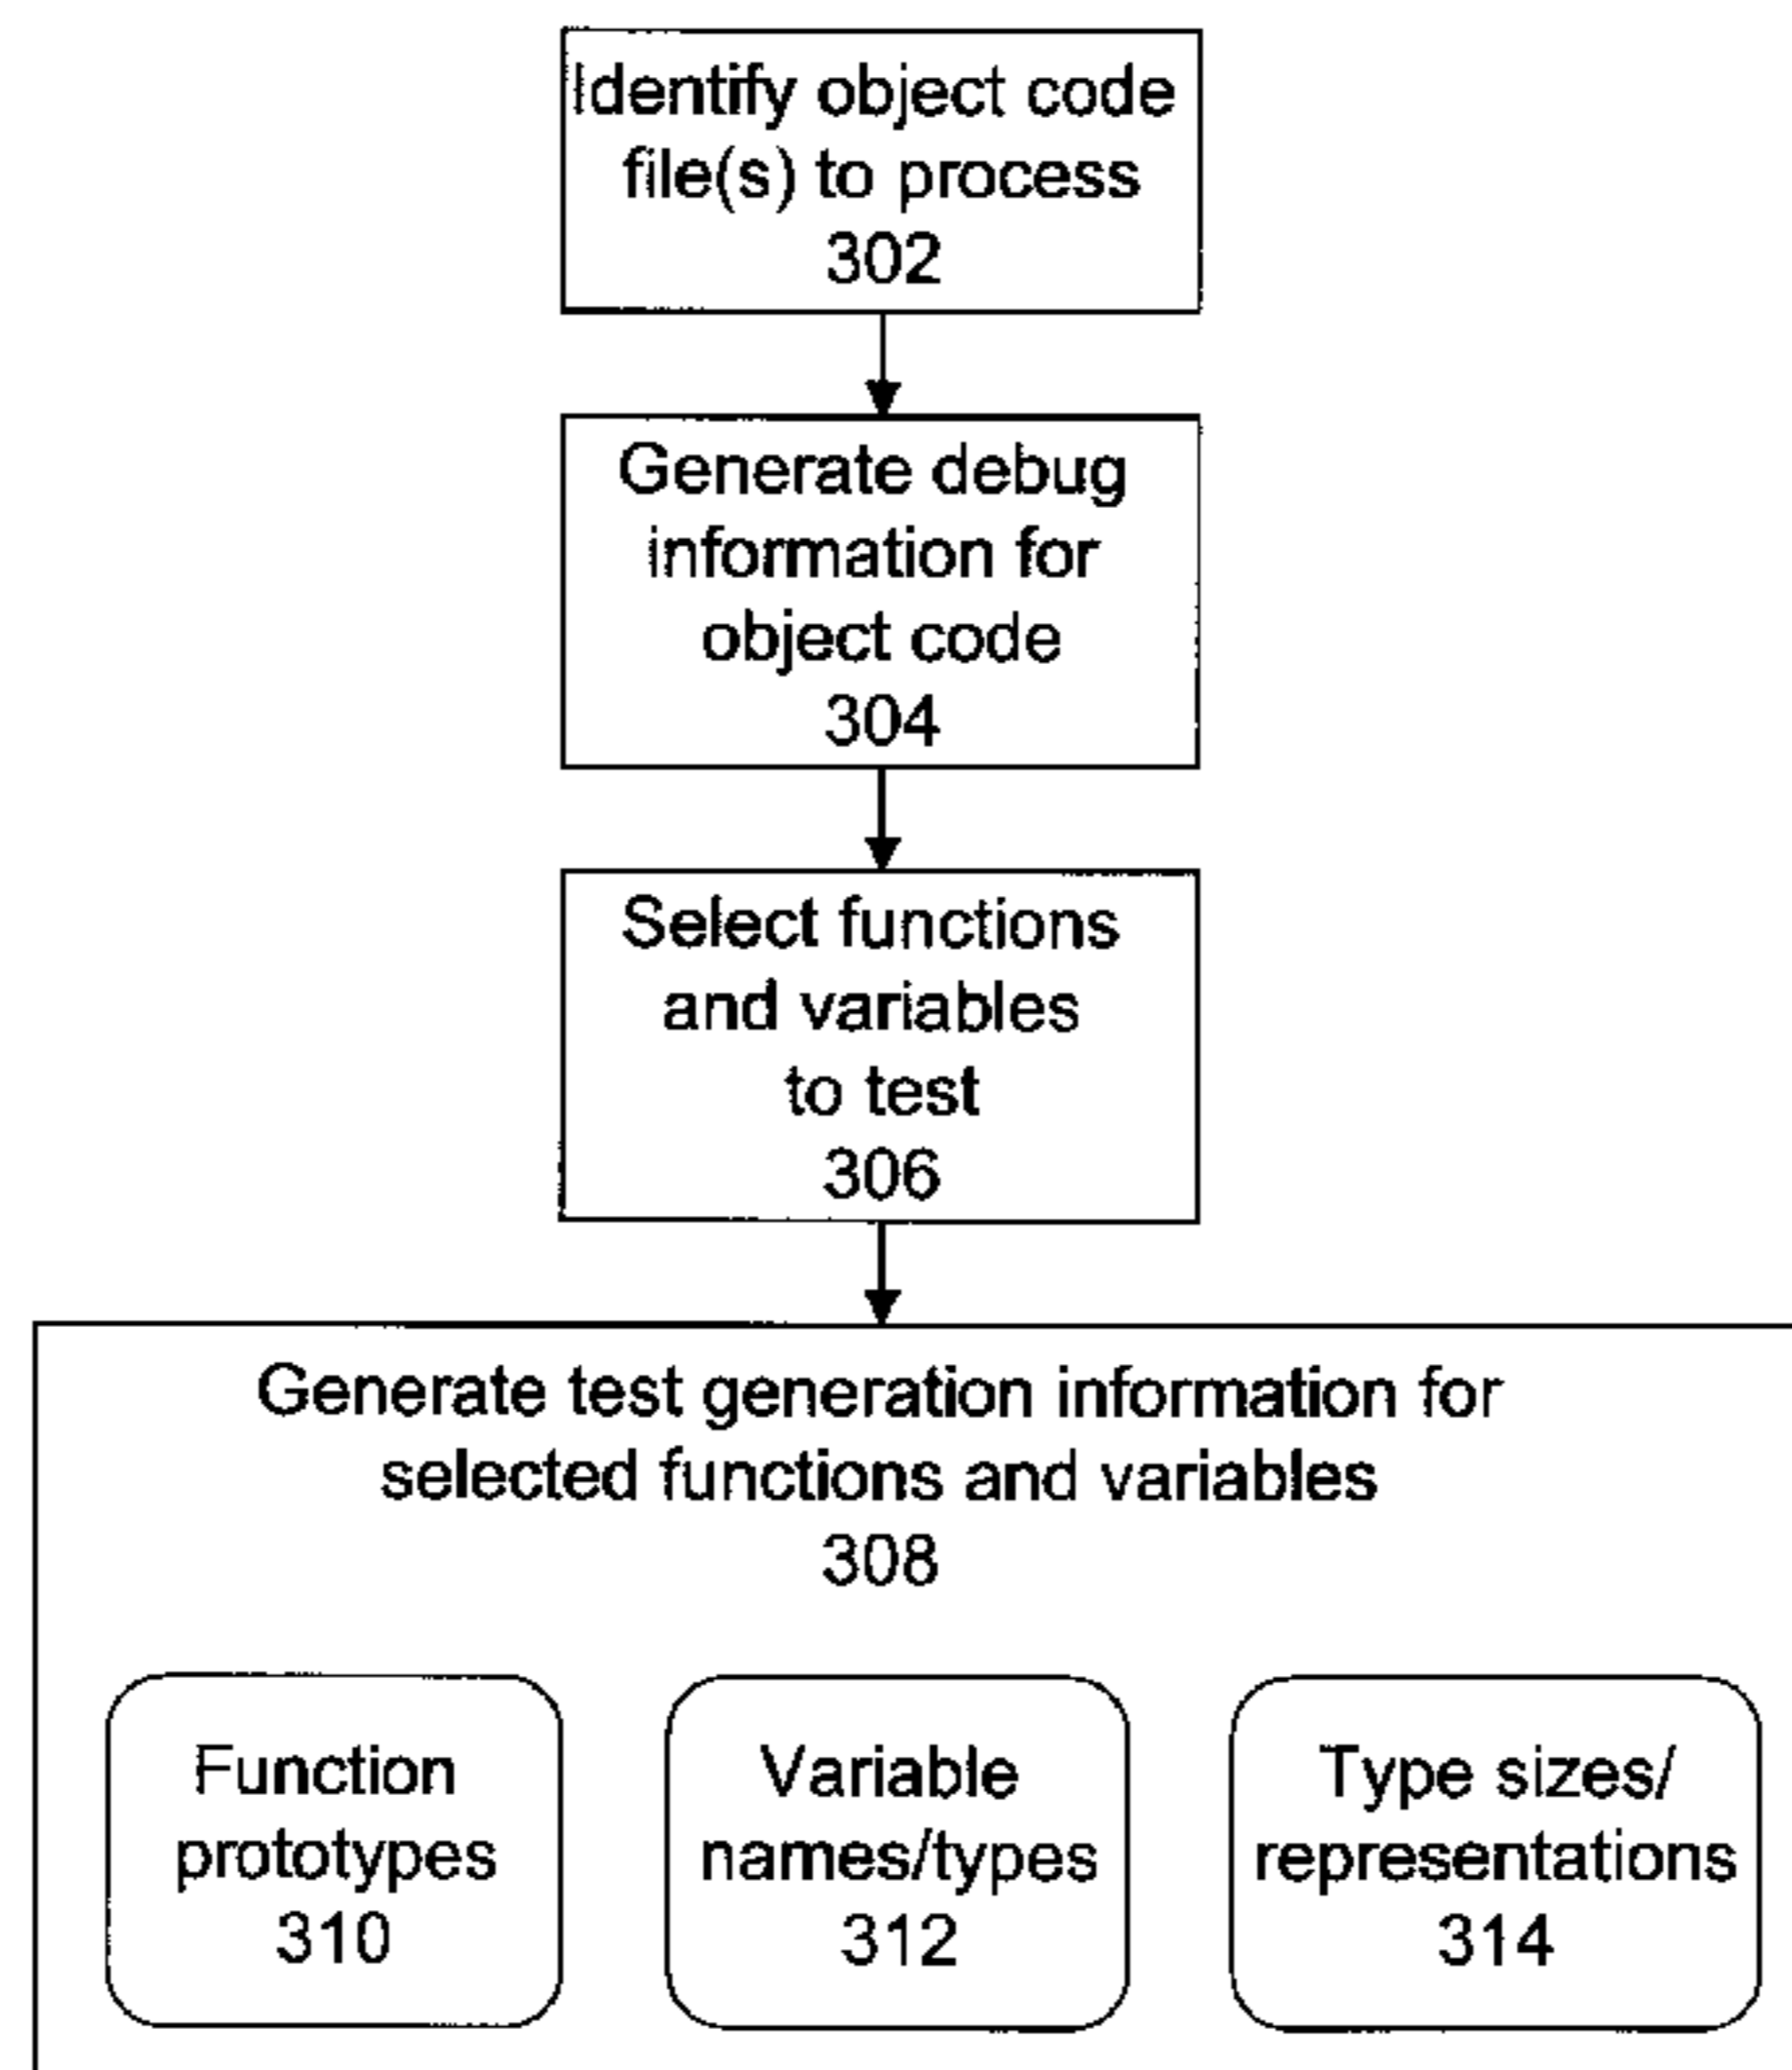 Identify object code
file(s) to process
302
Generate debug
information for
object code
304
Select functions
and variables
to test
306
Generate test generation information for
selected functions and variables
308
Function
prototypes
310
Variable
names/types
312
Type sizes/
representations
314